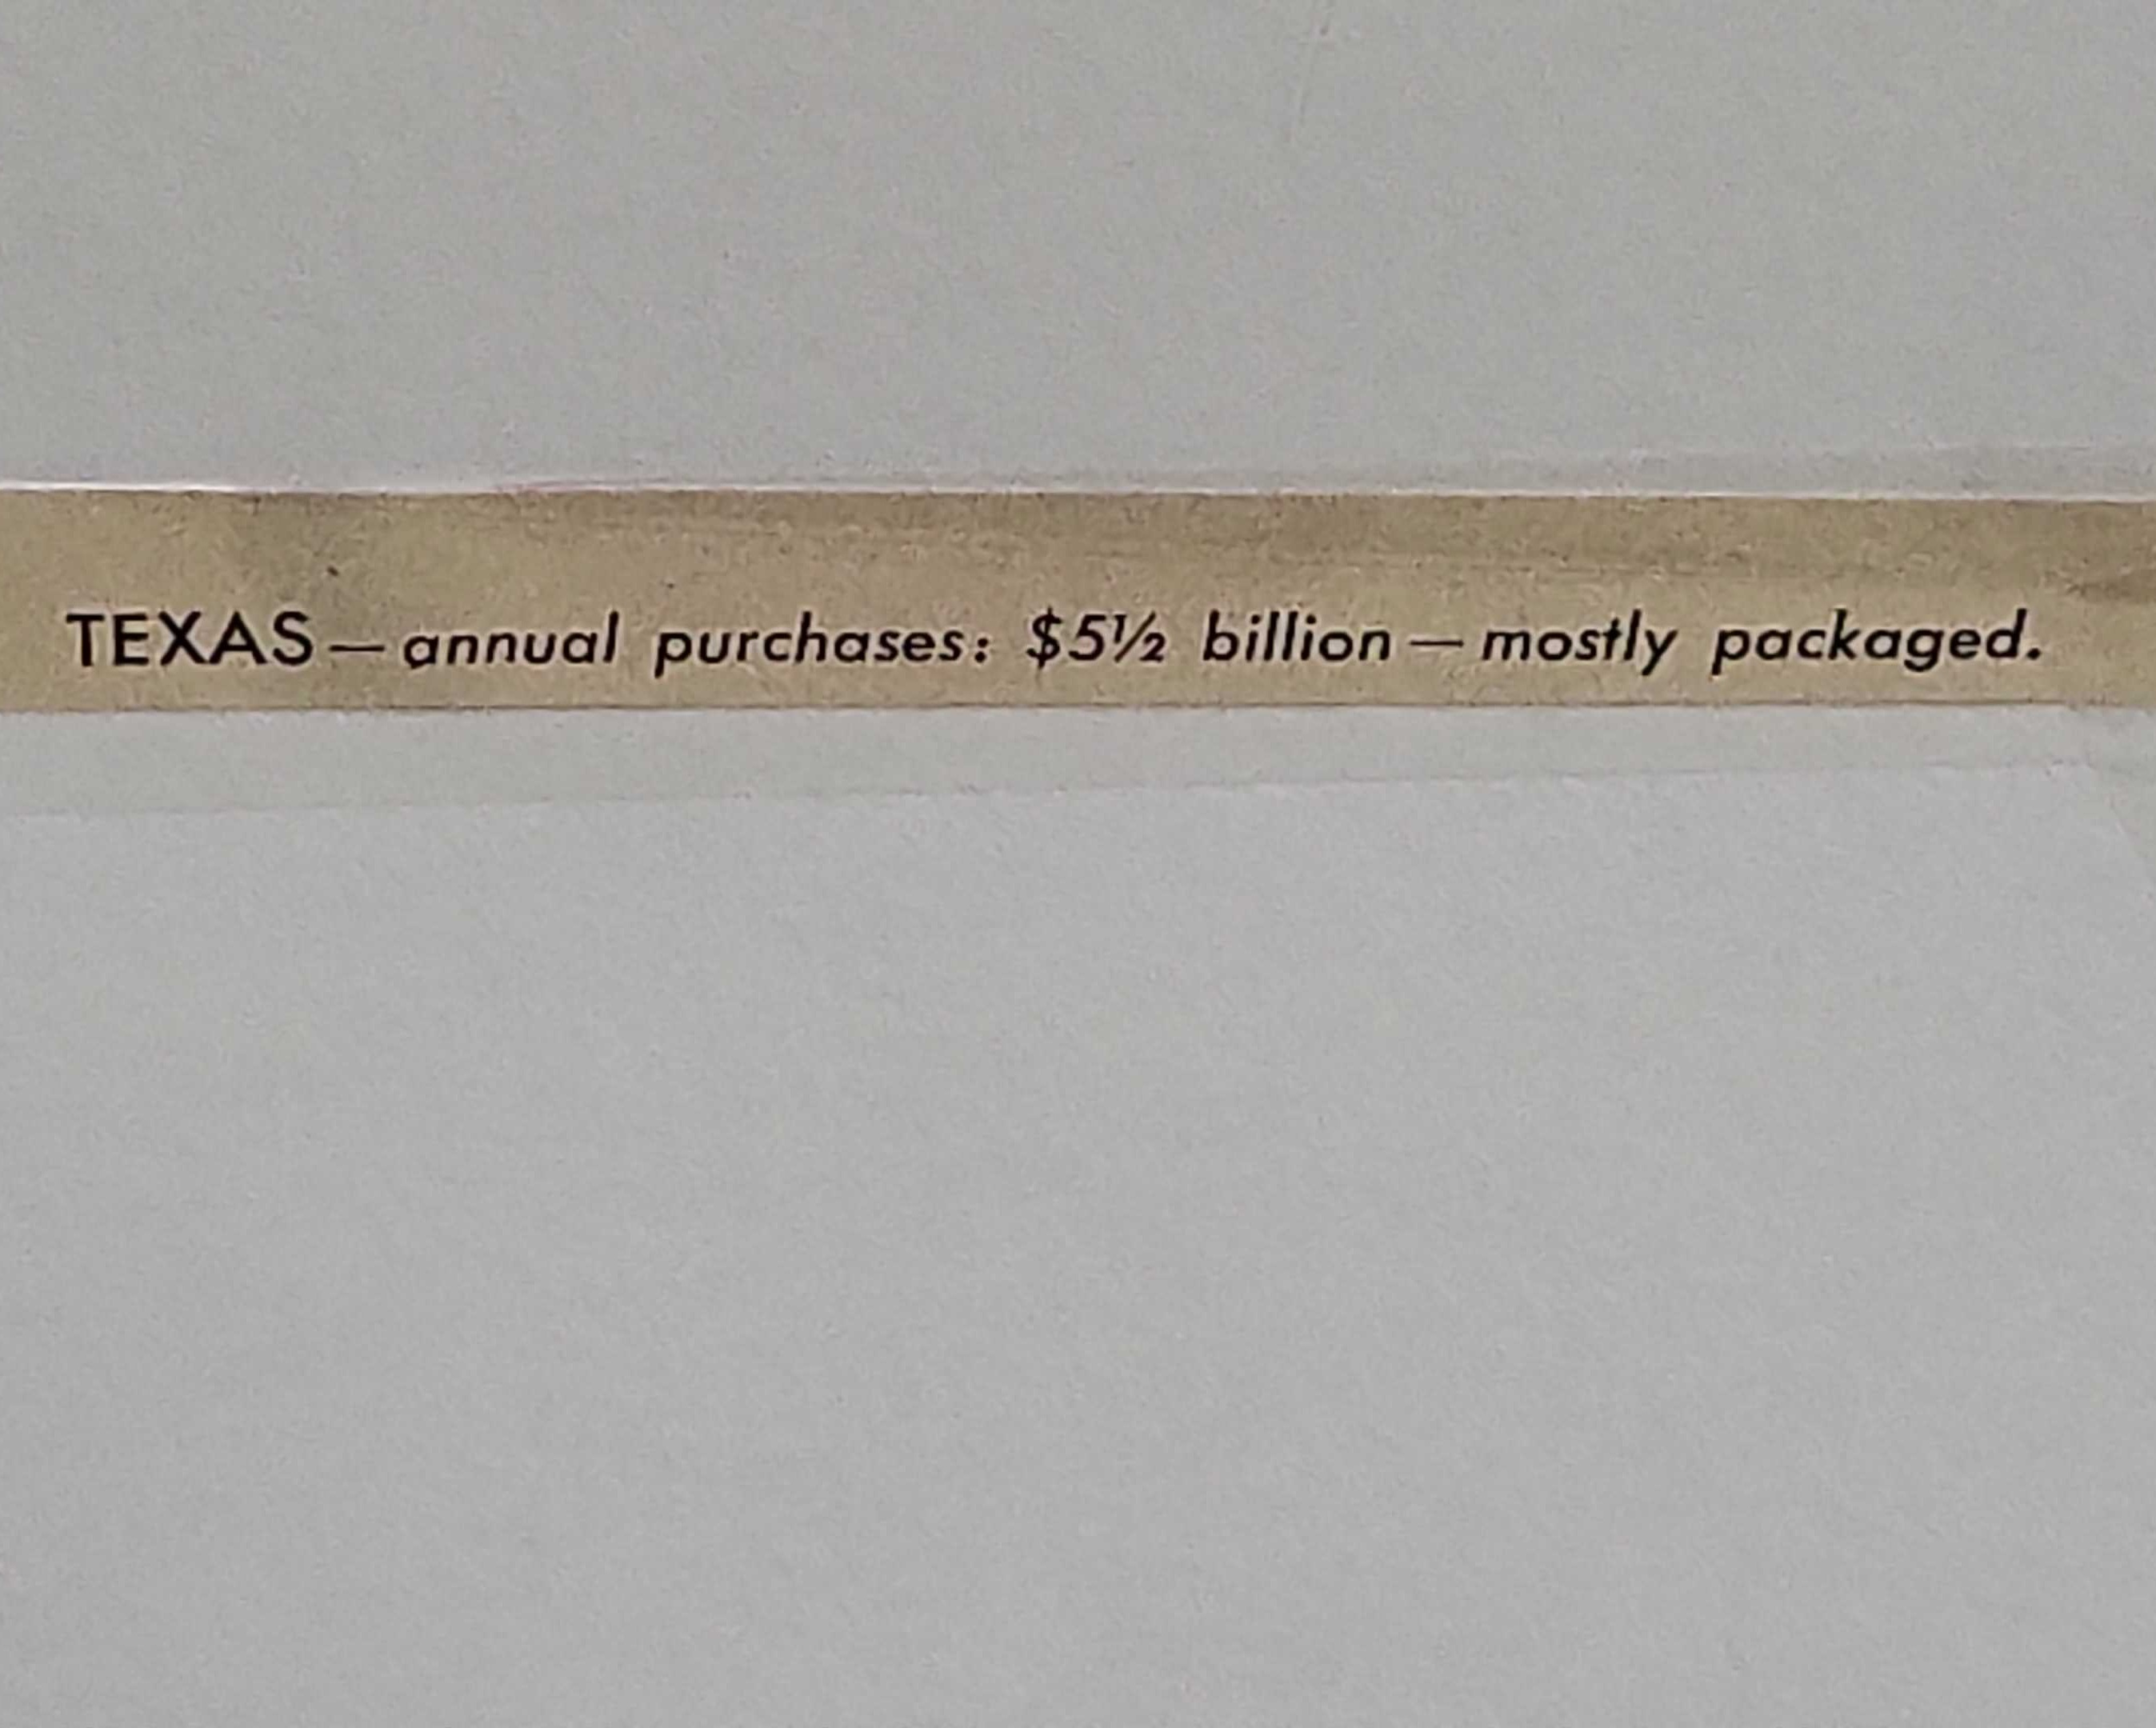 TEXAS—annual purchases: $5½ billion—mostly packaged.